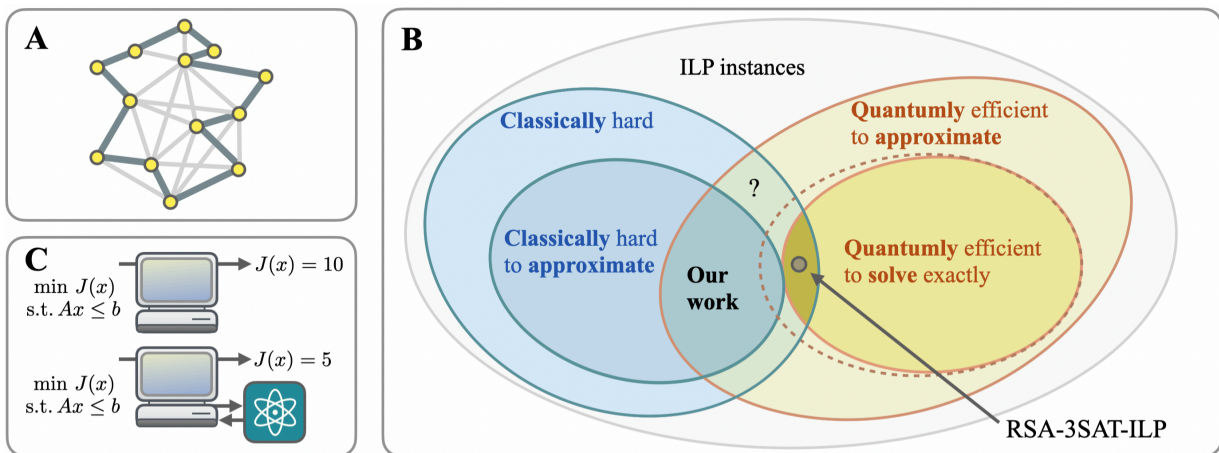 A
B
ILP instances
Classically hard
Quantumly efficient
to approximate
?
Classically hard
to approximate
Our
work
Quantumly efficient
to solve exactly
RSA-3SAT-ILP
C
min J(x)
s.t. Ax ≤ b
J(x) = 10
min J(x)
s.t. Ax ≤ b
J(x) = 5